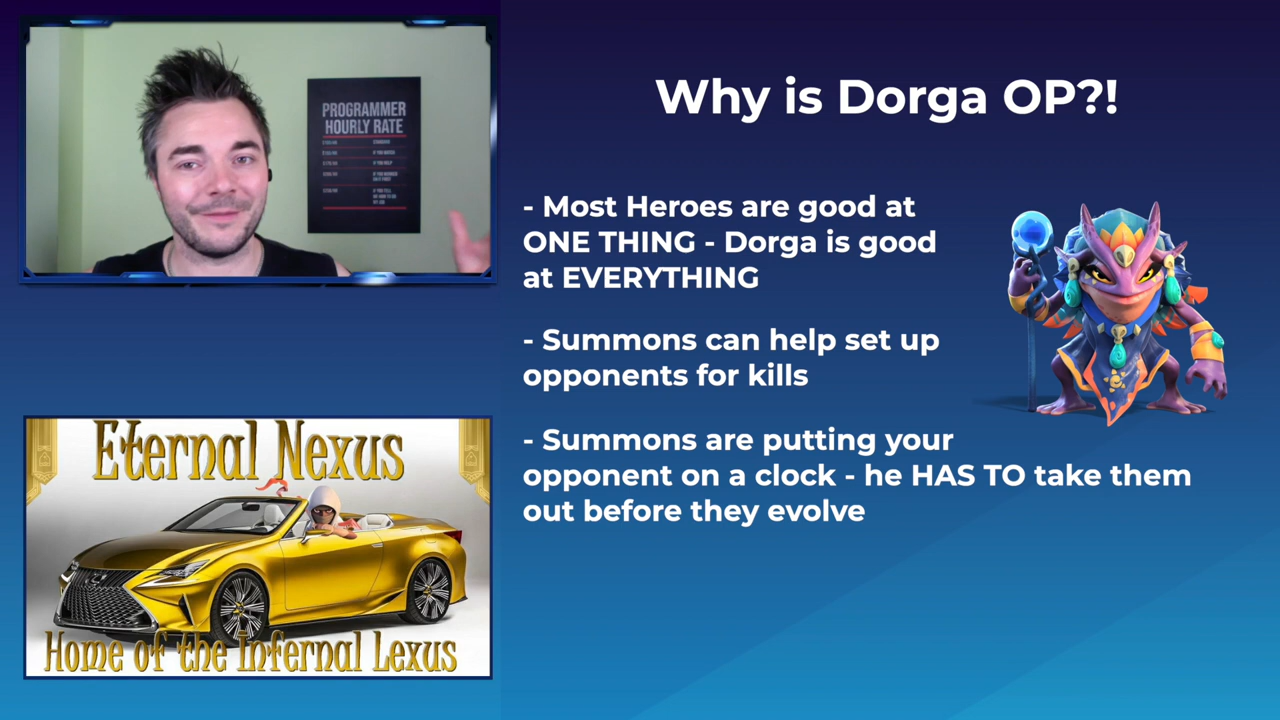 PROGRAMMER
HOURLY RATE
Why is Dorga OP?!
- Most Heroes are good at
ONE THING - Dorga is good
at EVERYTHING
- Summons can help set up
opponents for kills
- Summons are putting your
opponent on a clock - he HAS TO take them
out before they evolve
Eternal Nexus
Home of the Infernal Lexus